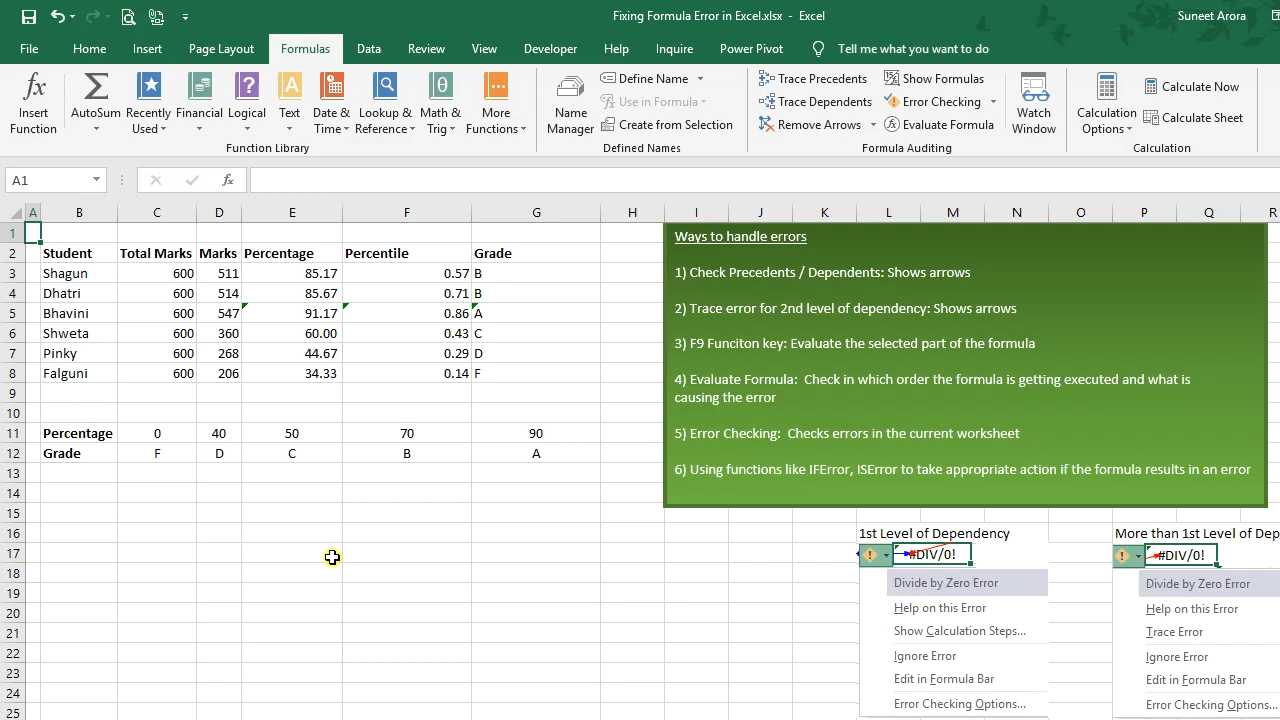 Fixing Formula Error in Excel.xlsx - Excel
Suneet Arora
File Home Insert Page Layout Formulas Data Review View Developer Help Inquire Power Pivot Tell me what you want to do
Insert Function
AutoSum
Recently Used
Financial
Logical
Text
Date & Time
Lookup & Reference
Math & Trig
More Functions
Function Library
Name Manager
Define Name
Use in Formula
Create from Selection
Defined Names
Trace Precedents
Trace Dependents
Remove Arrows
Show Formulas
Error Checking
Evaluate Formula
Formula Auditing
Watch Window
Calculation Options
Calculate Now
Calculate Sheet
Calculation
A1
fx
A B C D E F G H I J K L M N O P Q R
1
2 Student Total Marks Marks Percentage Percentile Grade
3 Shagun 600 511 85.17 0.57 B
4 Dhatri 600 514 85.67 0.71 B
5 Bhavini 600 547 91.17 0.86 A
6 Shweta 600 360 60.00 0.43 C
7 Pinky 600 268 44.67 0.29 D
8 Falguni 600 206 34.33 0.14 F
9
10
11 Percentage 0 40 50 70 90
12 Grade F D C B A
13
14
15
16
17
18
19
20
21
22
23
24
25
Ways to handle errors
1) Check Precedents / Dependents: Shows arrows
2) Trace error for 2nd level of dependency: Shows arrows
3) F9 Funciton key: Evaluate the selected part of the formula
4) Evaluate Formula: Check in which order the formula is getting executed and what is
causing the error
5) Error Checking: Checks errors in the current worksheet
6) Using functions like IFError, ISError to take appropriate action if the formula results in an error
1st Level of Dependency
#DIV/0!
Divide by Zero Error
Help on this Error
Show Calculation Steps...
Ignore Error
Edit in Formula Bar
Error Checking Options...
More than 1st Level of Dep
#DIV/0!
Divide by Zero Error
Help on this Error
Trace Error
Ignore Error
Edit in Formula Bar
Error Checking Options...